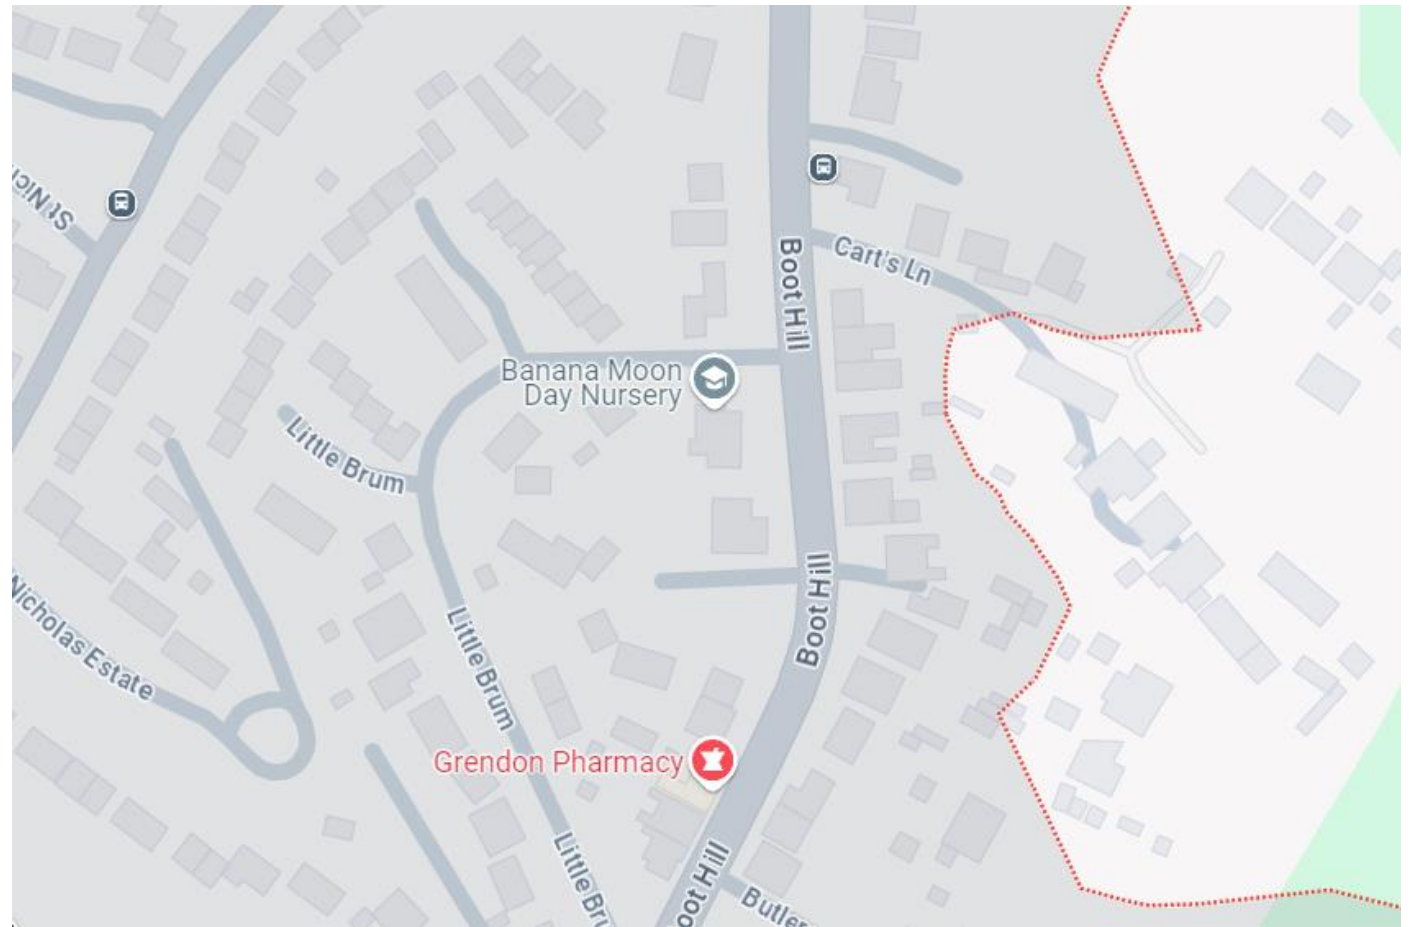 St Nic
Boot Hill
Cart's Ln
Banana Moon
Day Nursery
Little Brum
Boot Hill
Nicholas Estate
Little Brum
Grendon Pharmacy
Little Bru
oot Hill
Butler